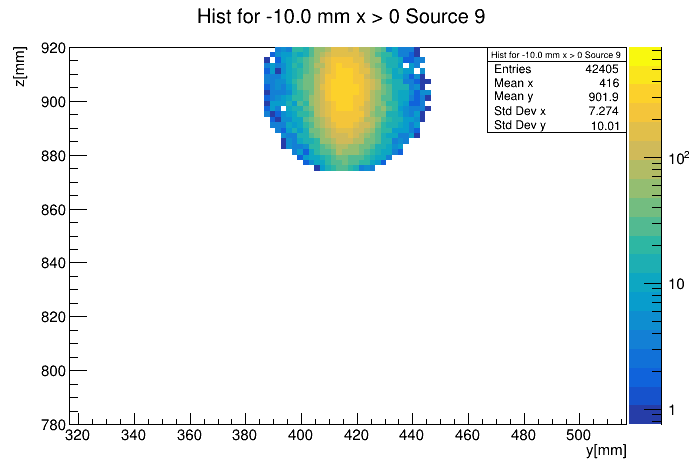 Hist for -10.0 mm x > 0 Source 9
z[mm]
920
900
880
860
840
820
800
780
320 340 360 380 400 420 440 460 480 500
y[mm]
Hist for -10.0 mm x > 0 Source 9
Entries 42405
Mean x 416
Mean y 901.9
Std Dev x 7.274
Std Dev y 10.01
10²
10
1